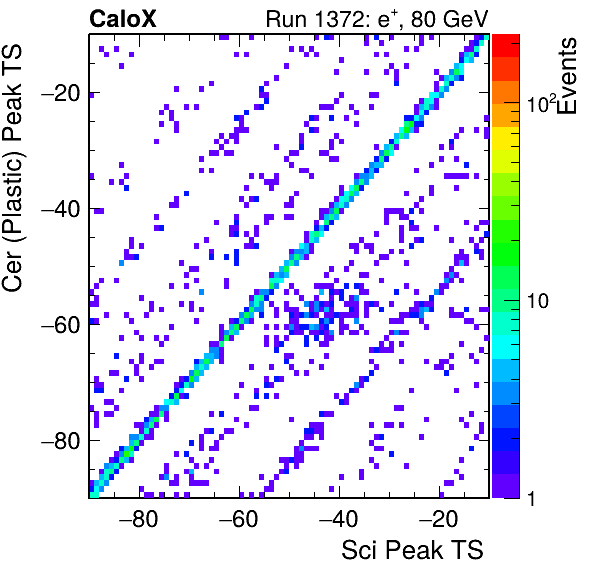 CaloX Run 1372: e⁺, 80 GeV
Cer (Plastic) Peak TS
−20
−40
−60
−80
−80 −60 −40 −20
Sci Peak TS
10²
10
1
Events